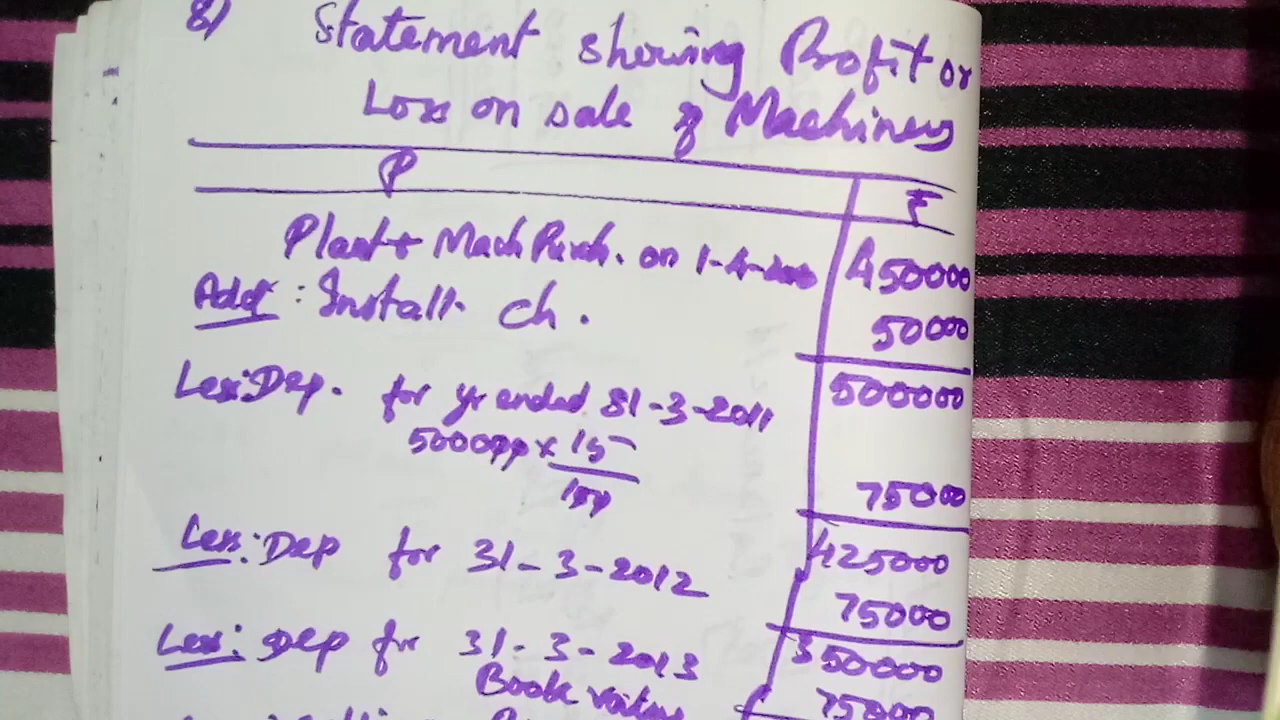 8) Statement showing Profit or
Loss on sale of Machinery
P ₹
Plant + Mach Purch. on 1-4- 450000
Add: Install. ch. 50000
500000
Less: Dep. for yr ended 31-3-2011
500000 x 15
100
75000
425000
Less: Dep for 31-3-2012
75000
350000
Less: Dep for 31-3-2013
75000
Book value